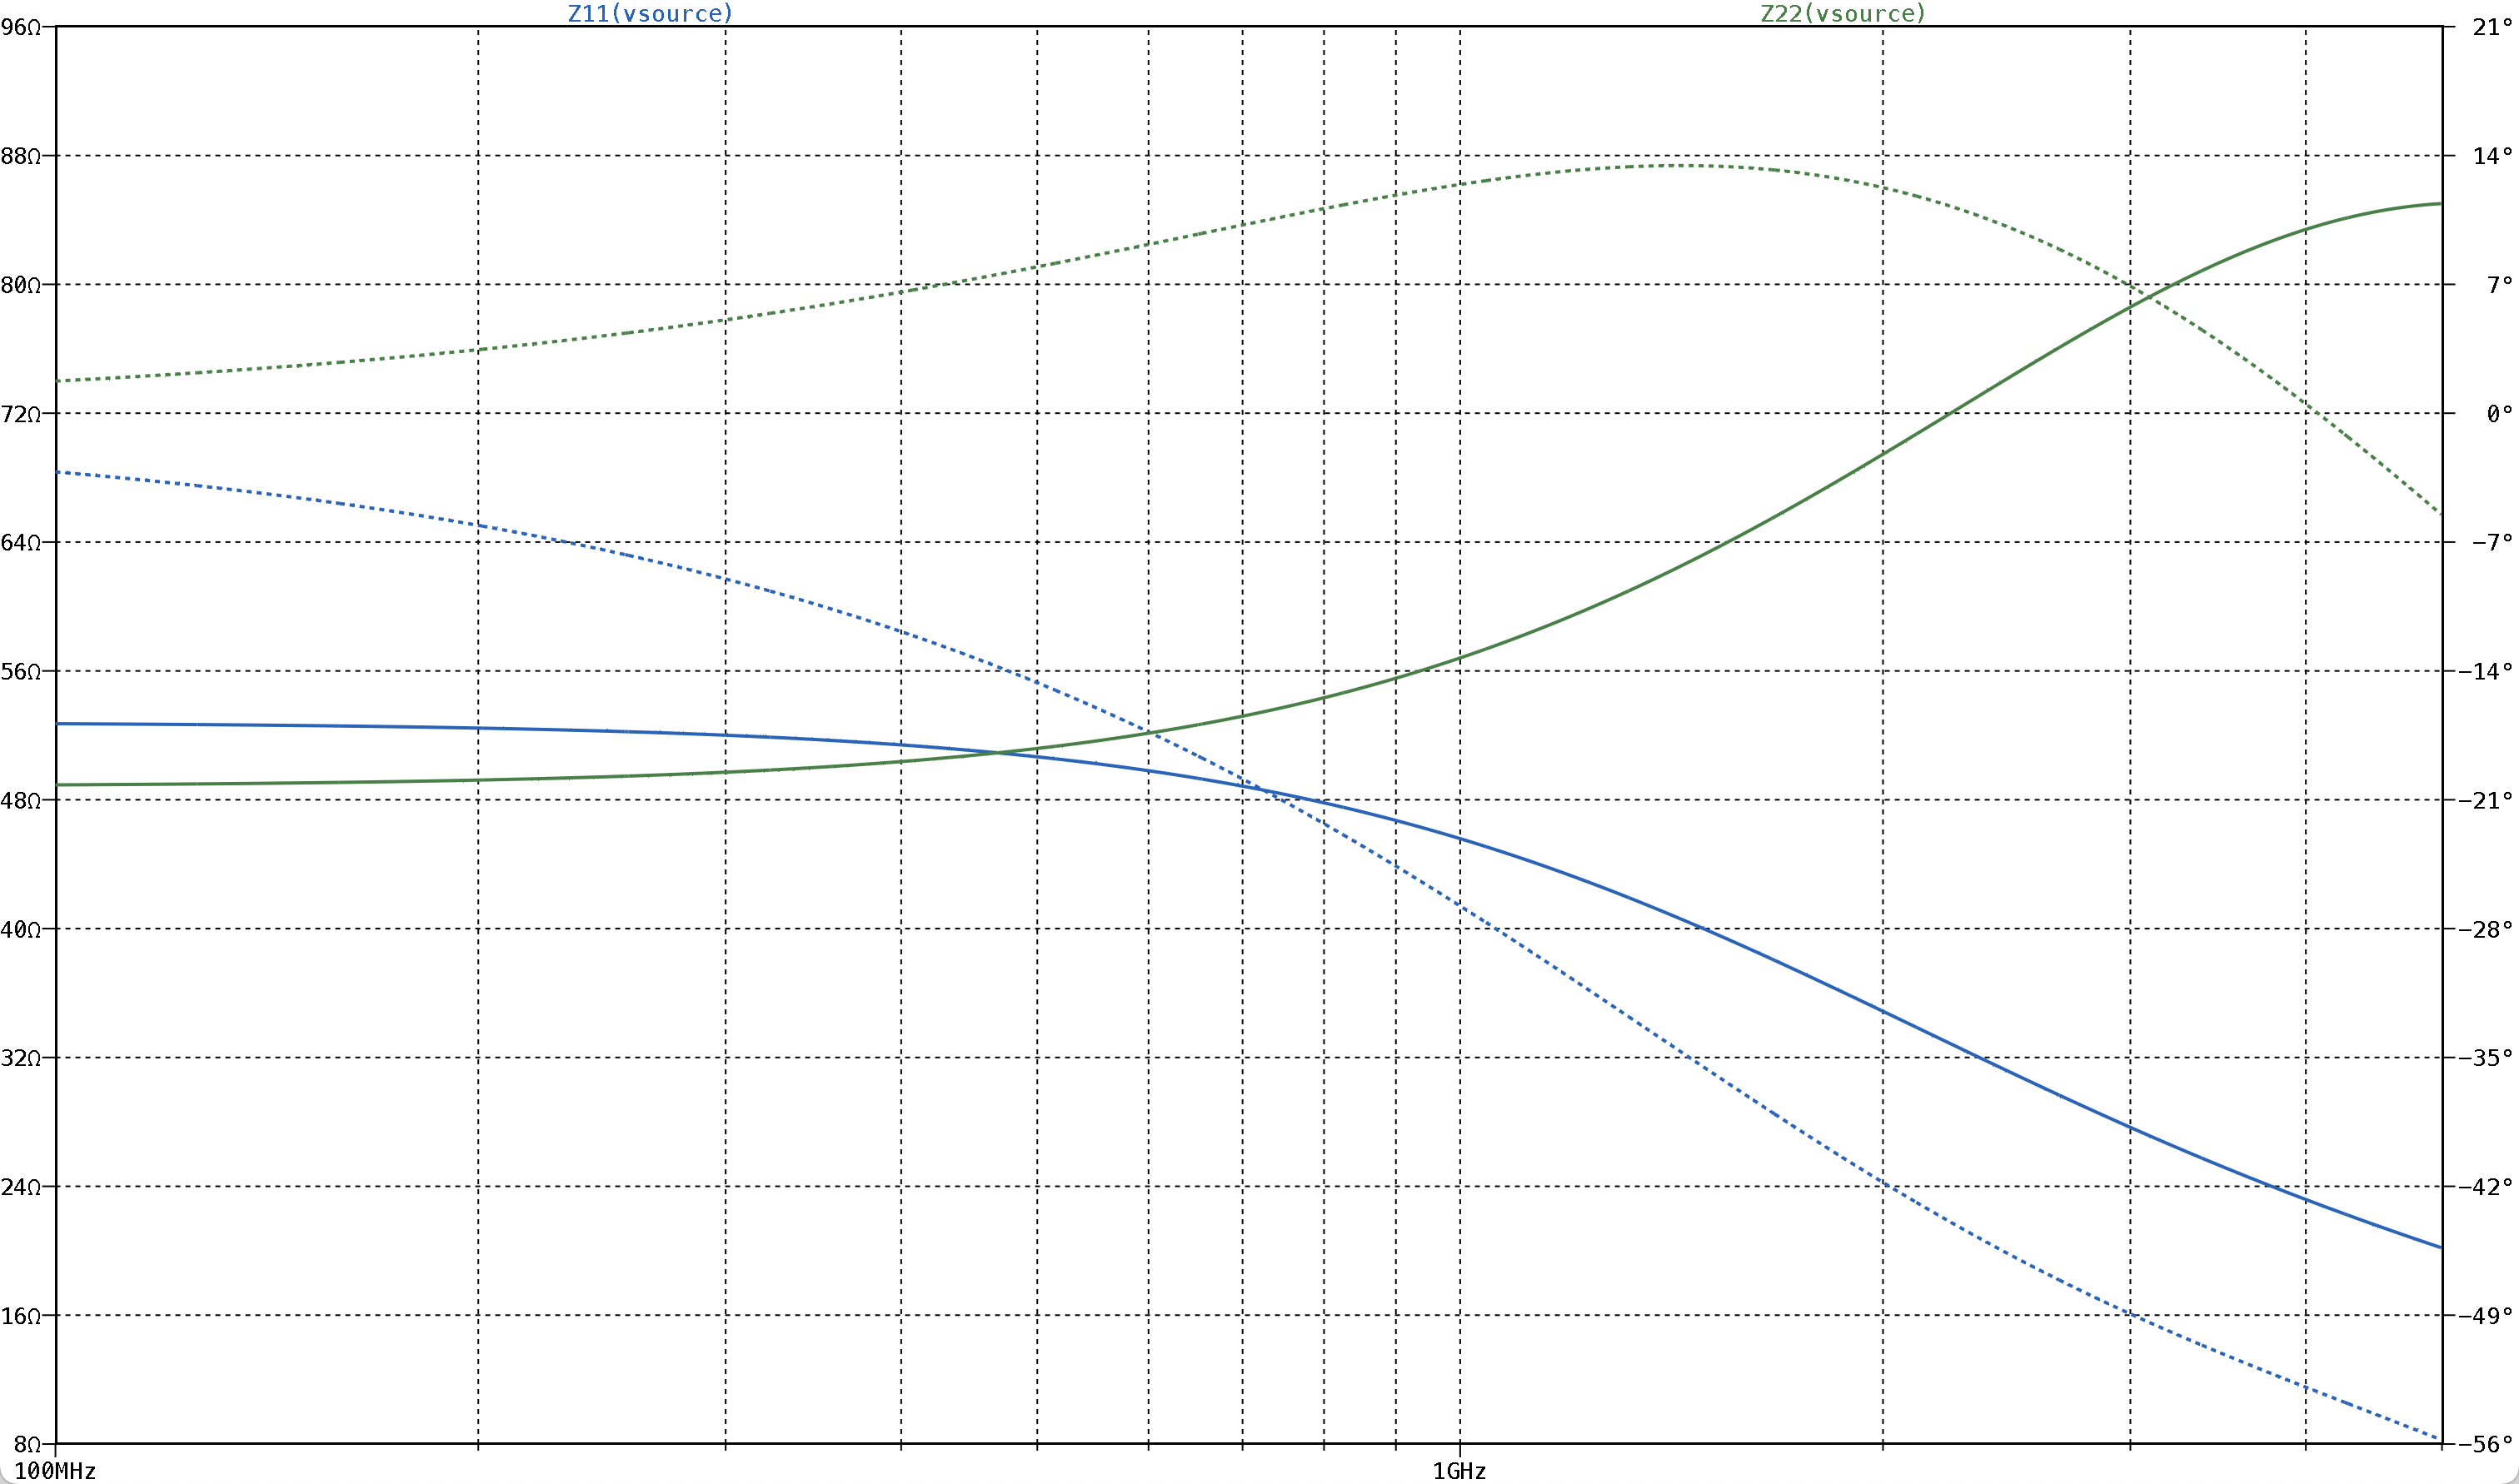 Z11(vsource) Z22(vsource)
96Ω 21°
88Ω 14°
80Ω 7°
72Ω 0°
64Ω -7°
56Ω -14°
48Ω -21°
40Ω -28°
32Ω -35°
24Ω -42°
16Ω -49°
8Ω -56°
100MHz 1GHz